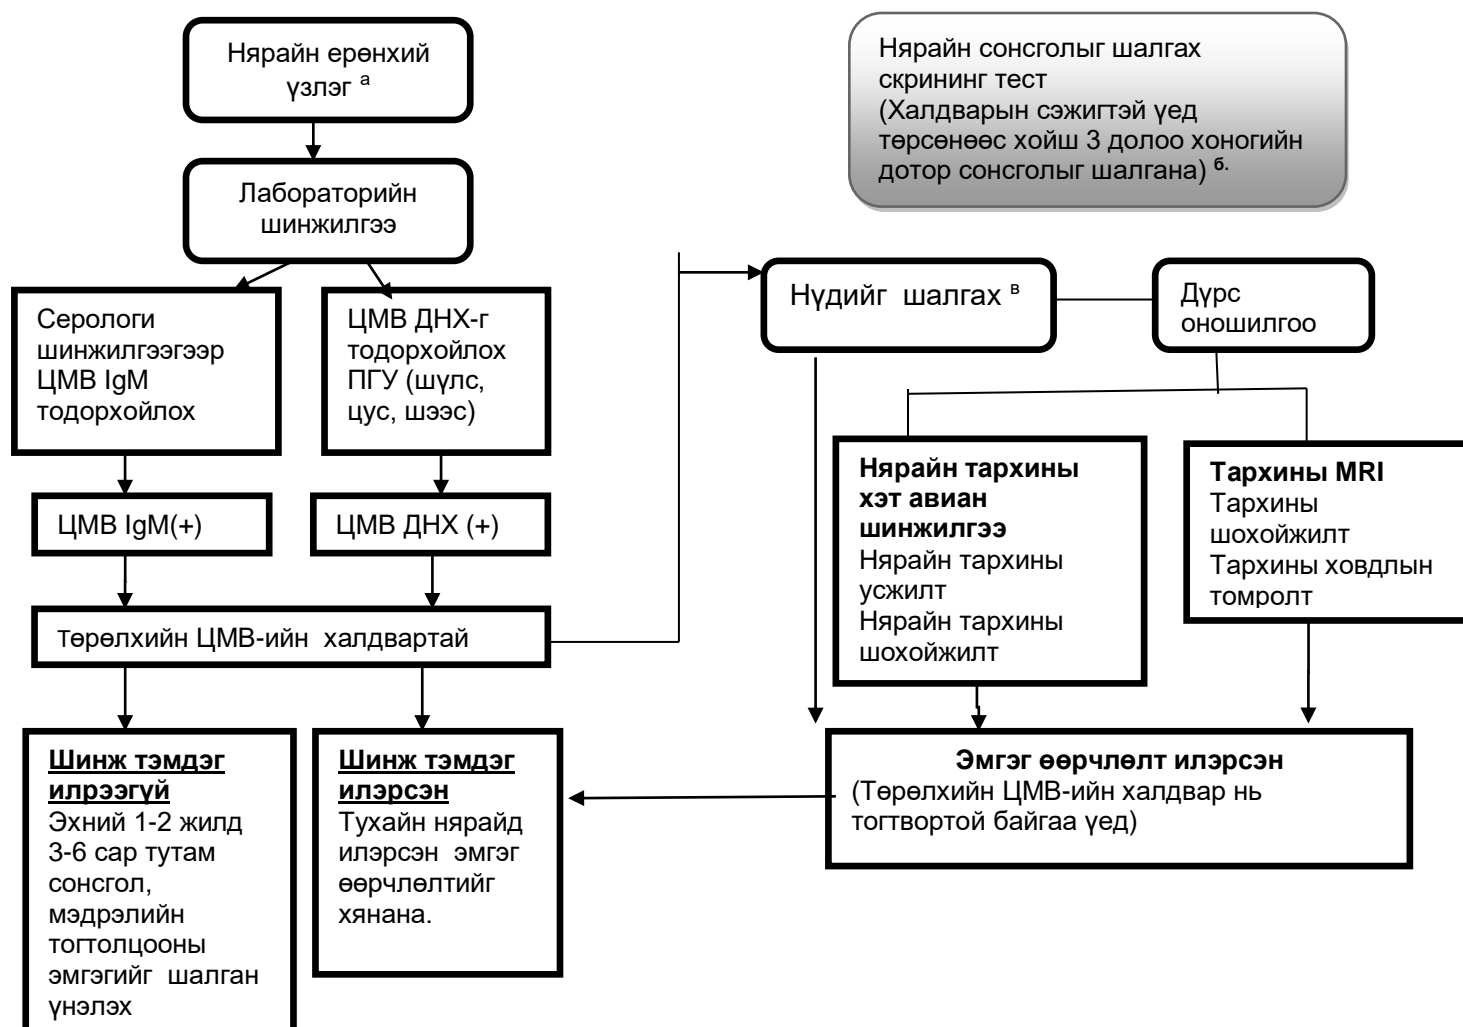 Нярайн ерөнхий
үзлэг а
Нярайн сонсголыг шалгах
скрининг тест
(Халдварын сэжигтэй үед
төрсөнөөс хойш 3 долоо хоногийн
дотор сонсголыг шалгана) б.
Лабораторийн
шинжилгээ
Серологи
шинжилгээгээр
ЦМВ IgM
тодорхойлох
ЦМВ ДНХ-г
тодорхойлох
ПГУ (шүлс,
цус, шээс)
Нүдийг шалгах в
Дүрс
оношилгоо
ЦМВ IgM(+)
ЦМВ ДНХ (+)
Нярайн тархины
хэт авиан
шинжилгээ
Нярайн тархины
усжилт
Нярайн тархины
шохойжилт
Тархины MRI
Тархины
шохойжилт
Тархины ховдлын
томролт
Төрөлхийн ЦМВ-ийн халдвартай
Шинж тэмдэг
илрээгүй
Эхний 1-2 жилд
3-6 сар тутам
сонсгол,
мэдрэлийн
тогтолцооны
эмгэгийг шалган
үнэлэх
Шинж тэмдэг
илэрсэн
Тухайн нярайд
илэрсэн эмгэг
өөрчлөлтийг
хянана.
Эмгэг өөрчлөлт илэрсэн
(Төрөлхийн ЦМВ-ийн халдвар нь
тогтвортой байгаа үед)